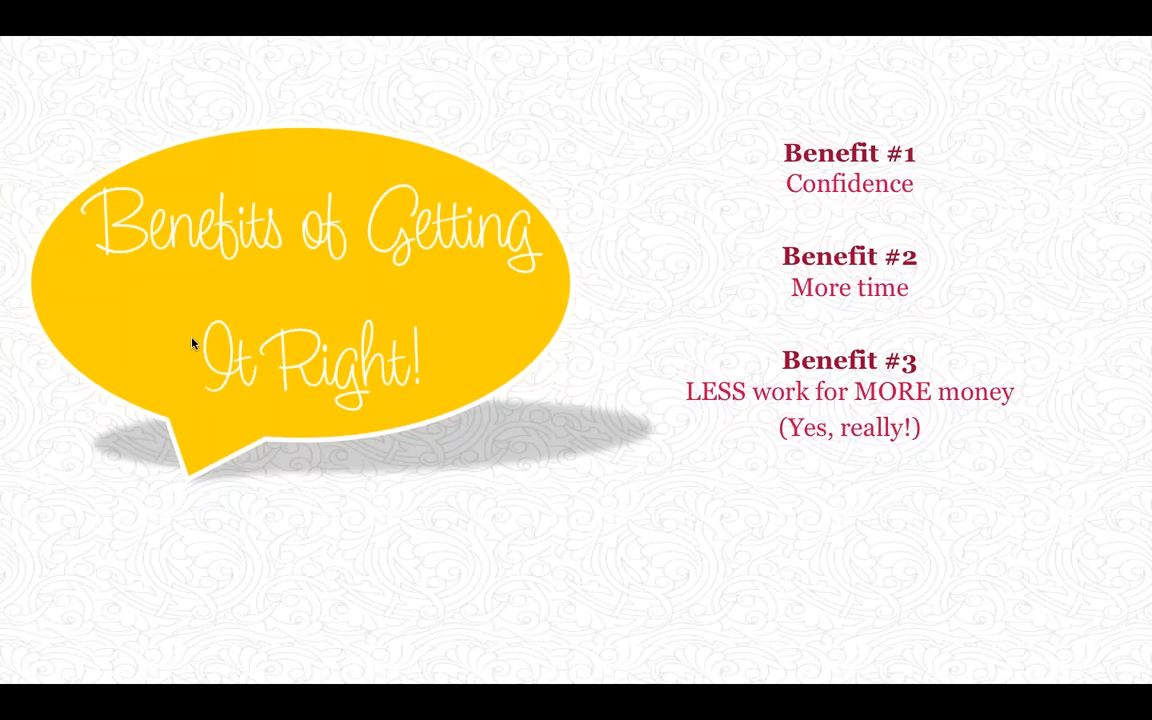 Benefits of Getting
It Right!
Benefit #1
Confidence
Benefit #2
More time
Benefit #3
LESS work for MORE money
(Yes, really!)